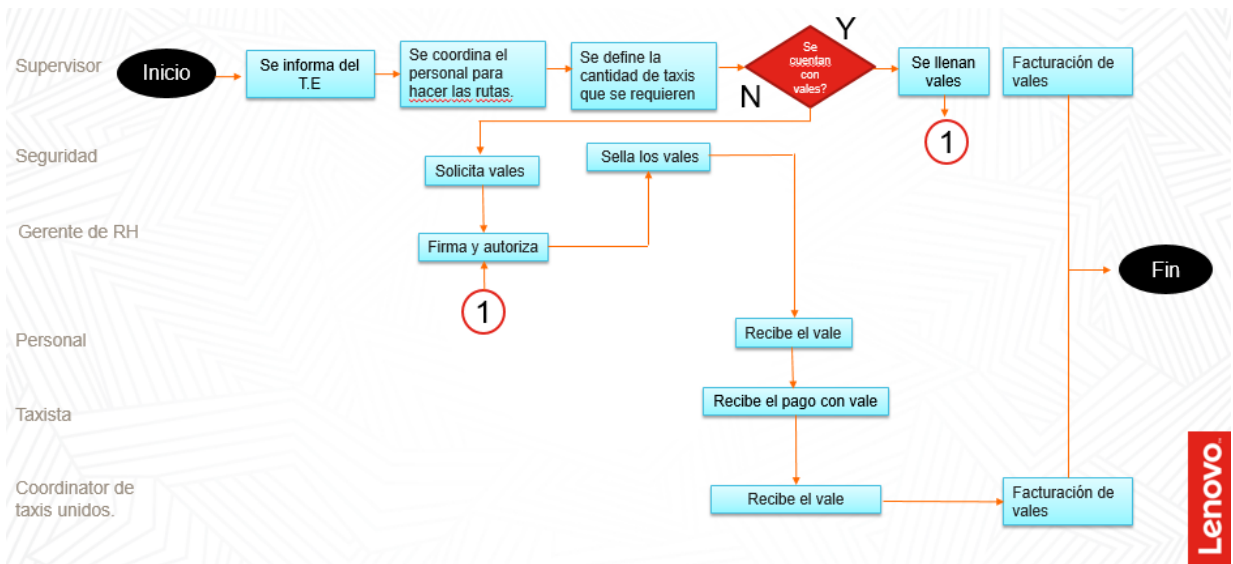 Supervisor
Inicio
Se informa del
T.E
Se coordina el
personal para
hacer las rutas.
Se define la
cantidad de taxis
que se requieren
Se
cuentan
con
vales?
Y
N
Se llenan
vales
Facturación de
vales
1
Seguridad
Solicita vales
Sella los vales
Gerente de RH
Firma y autoriza
Fin
1
Personal
Recibe el vale
Taxista
Recibe el pago con vale
Coordinator de
taxis unidos.
Recibe el vale
Facturación de
vales
Lenovo